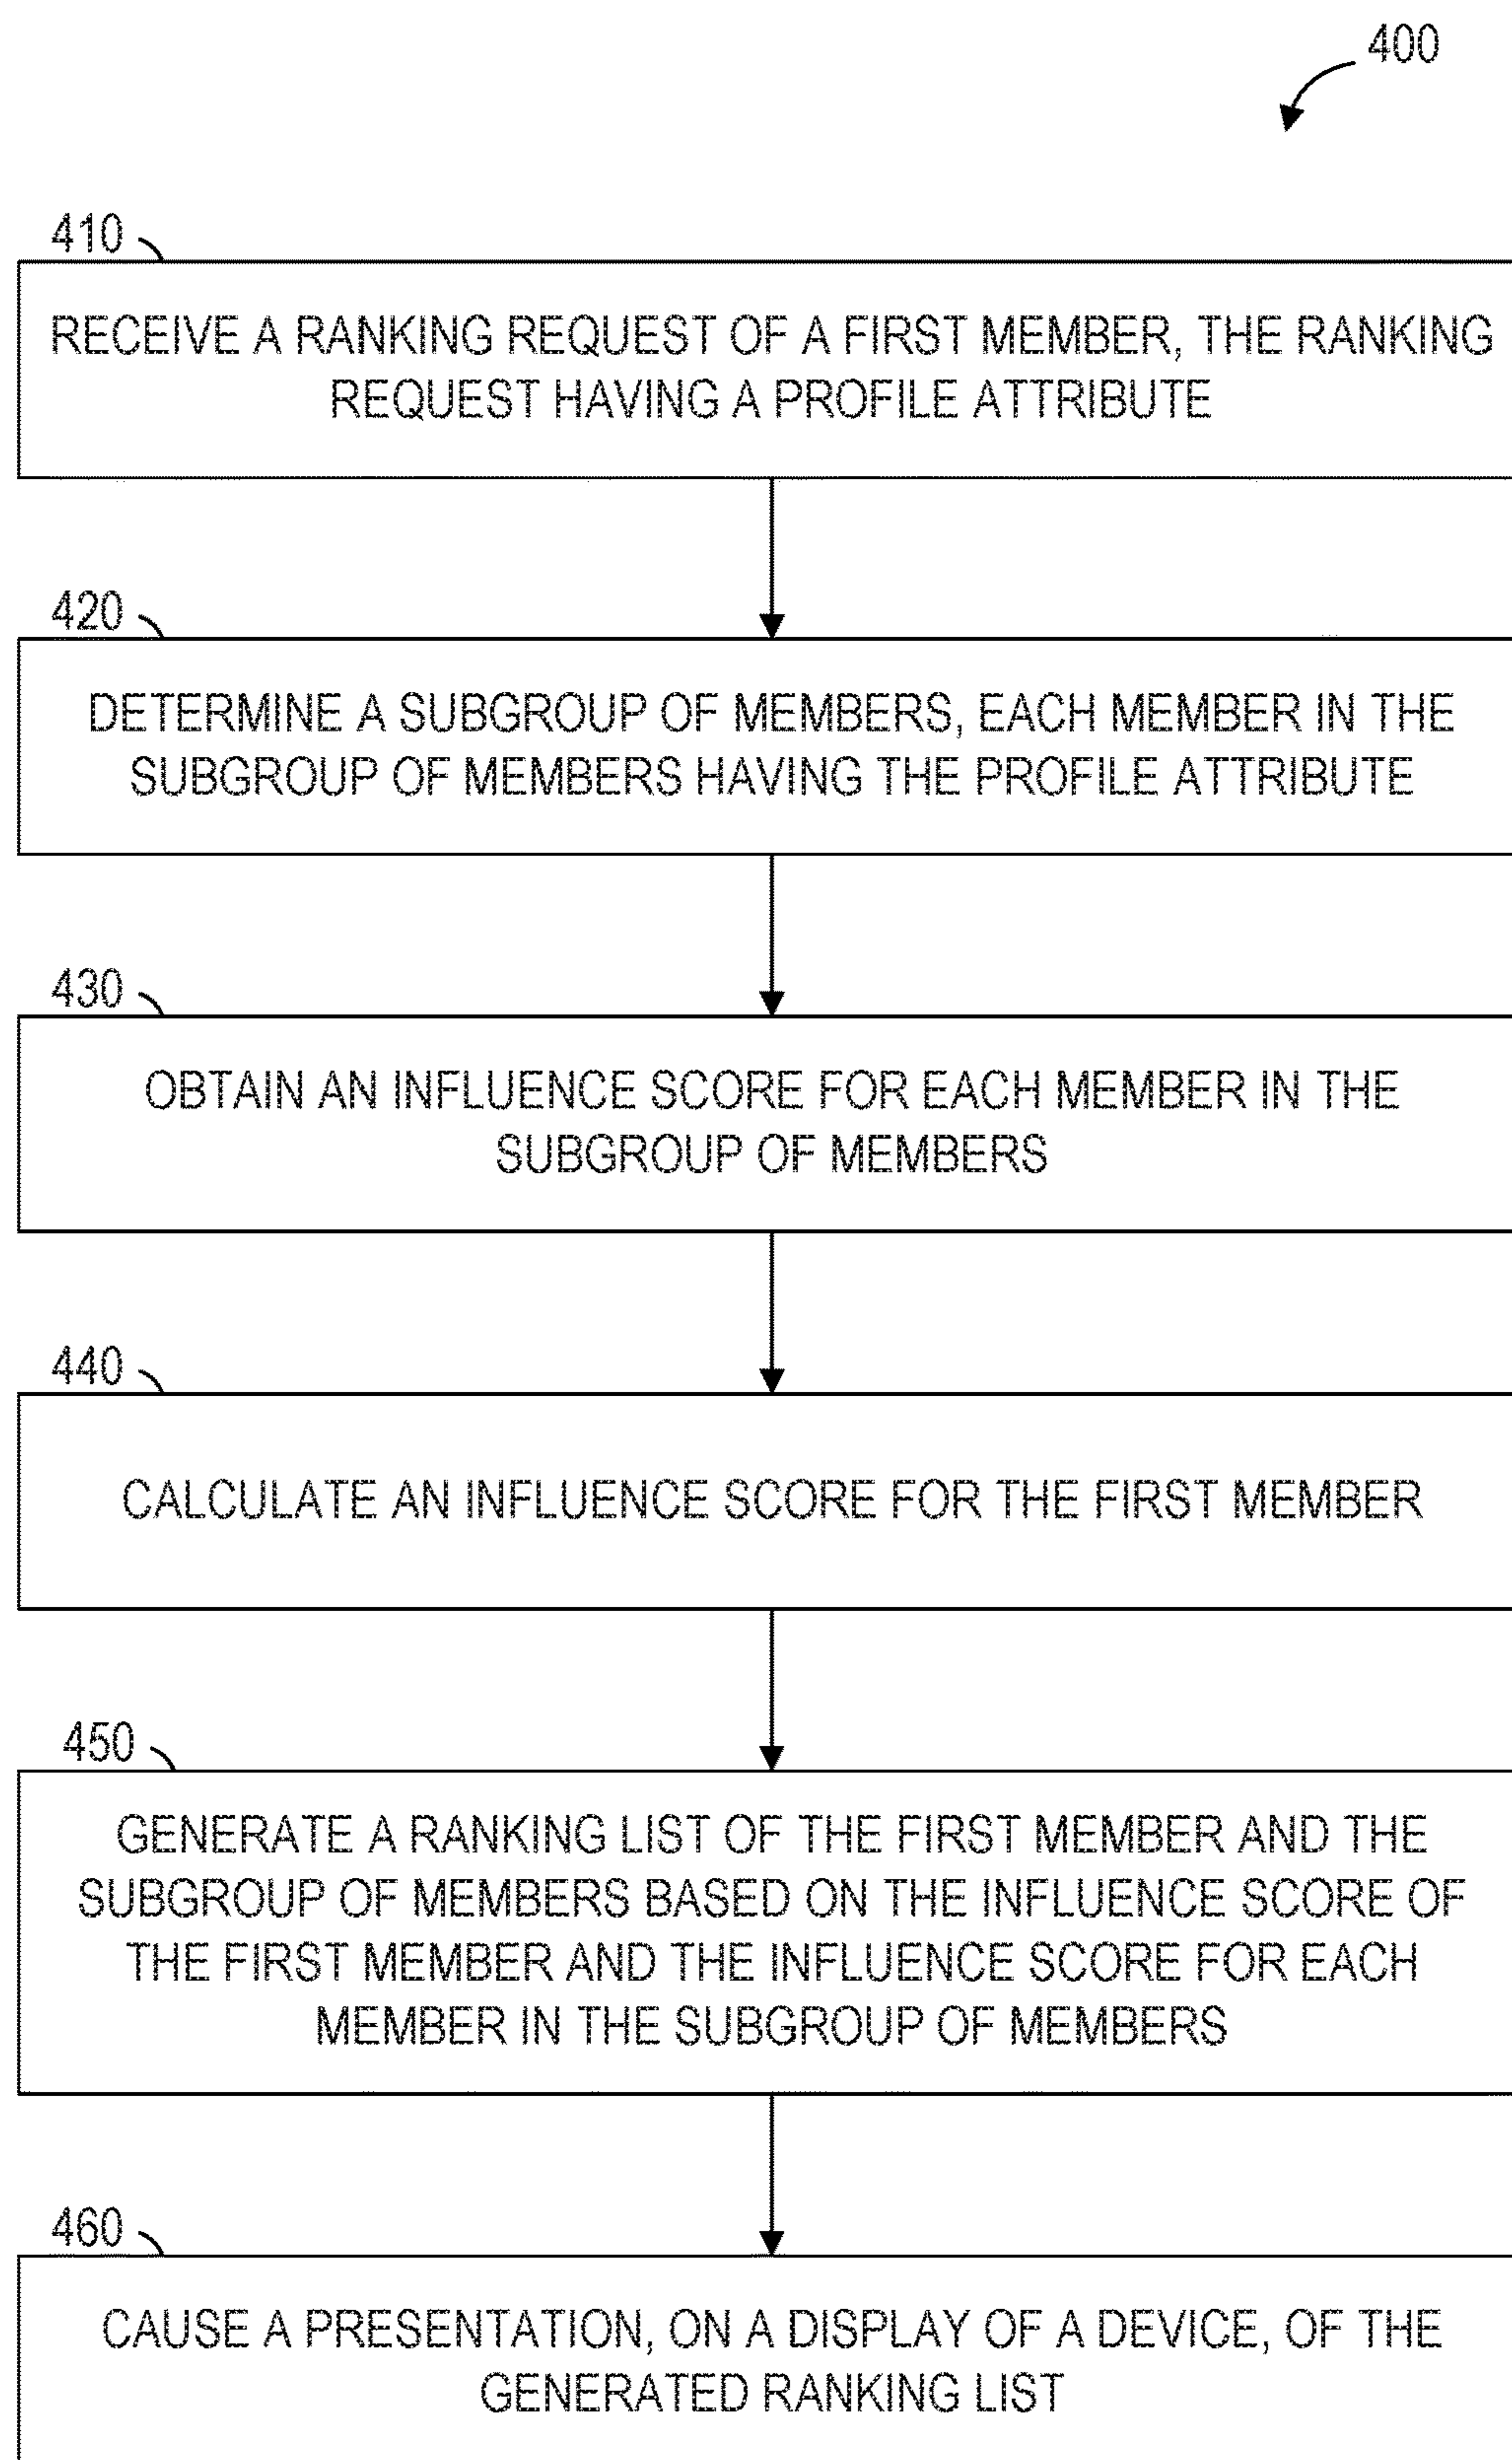 400
410
RECEIVE A RANKING REQUEST OF A FIRST MEMBER, THE RANKING
REQUEST HAVING A PROFILE ATTRIBUTE
420
DETERMINE A SUBGROUP OF MEMBERS, EACH MEMBER IN THE
SUBGROUP OF MEMBERS HAVING THE PROFILE ATTRIBUTE
430
OBTAIN AN INFLUENCE SCORE FOR EACH MEMBER IN THE
SUBGROUP OF MEMBERS
440
CALCULATE AN INFLUENCE SCORE FOR THE FIRST MEMBER
450
GENERATE A RANKING LIST OF THE FIRST MEMBER AND THE
SUBGROUP OF MEMBERS BASED ON THE INFLUENCE SCORE OF
THE FIRST MEMBER AND THE INFLUENCE SCORE FOR EACH
MEMBER IN THE SUBGROUP OF MEMBERS
460
CAUSE A PRESENTATION, ON A DISPLAY OF A DEVICE, OF THE
GENERATED RANKING LIST